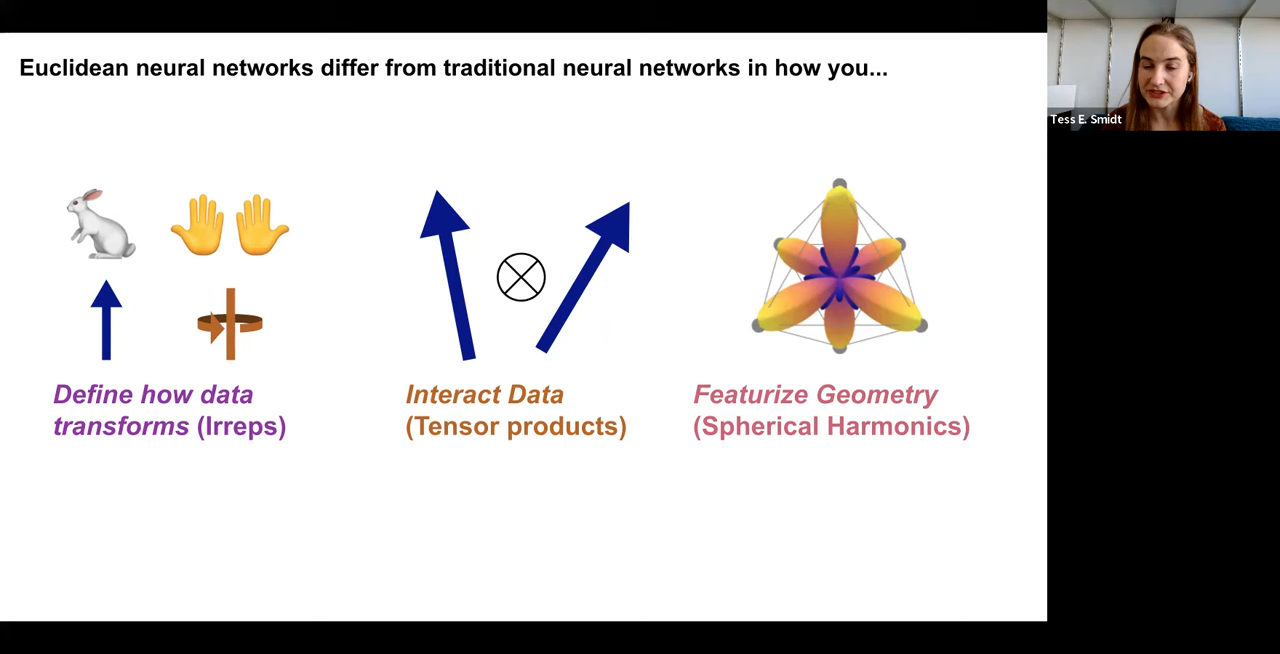 Euclidean neural networks differ from traditional neural networks in how you...
Tess E. Smidt
Define how data
transforms (Irreps)
Interact Data
(Tensor products)
Featurize Geometry
(Spherical Harmonics)